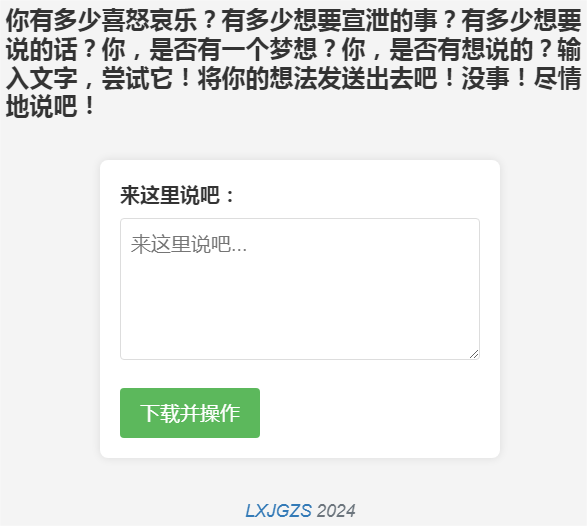 你有多少喜怒哀乐？有多少想要宣泄的事？有多少想要
说的话？你，是否有一个梦想？你，是否有想说的？输
入文字，尝试它！将你的想法发送出去吧！没事！尽情
地说吧！
来这里说吧：
来这里说吧...
下载并操作
LXJGZS 2024